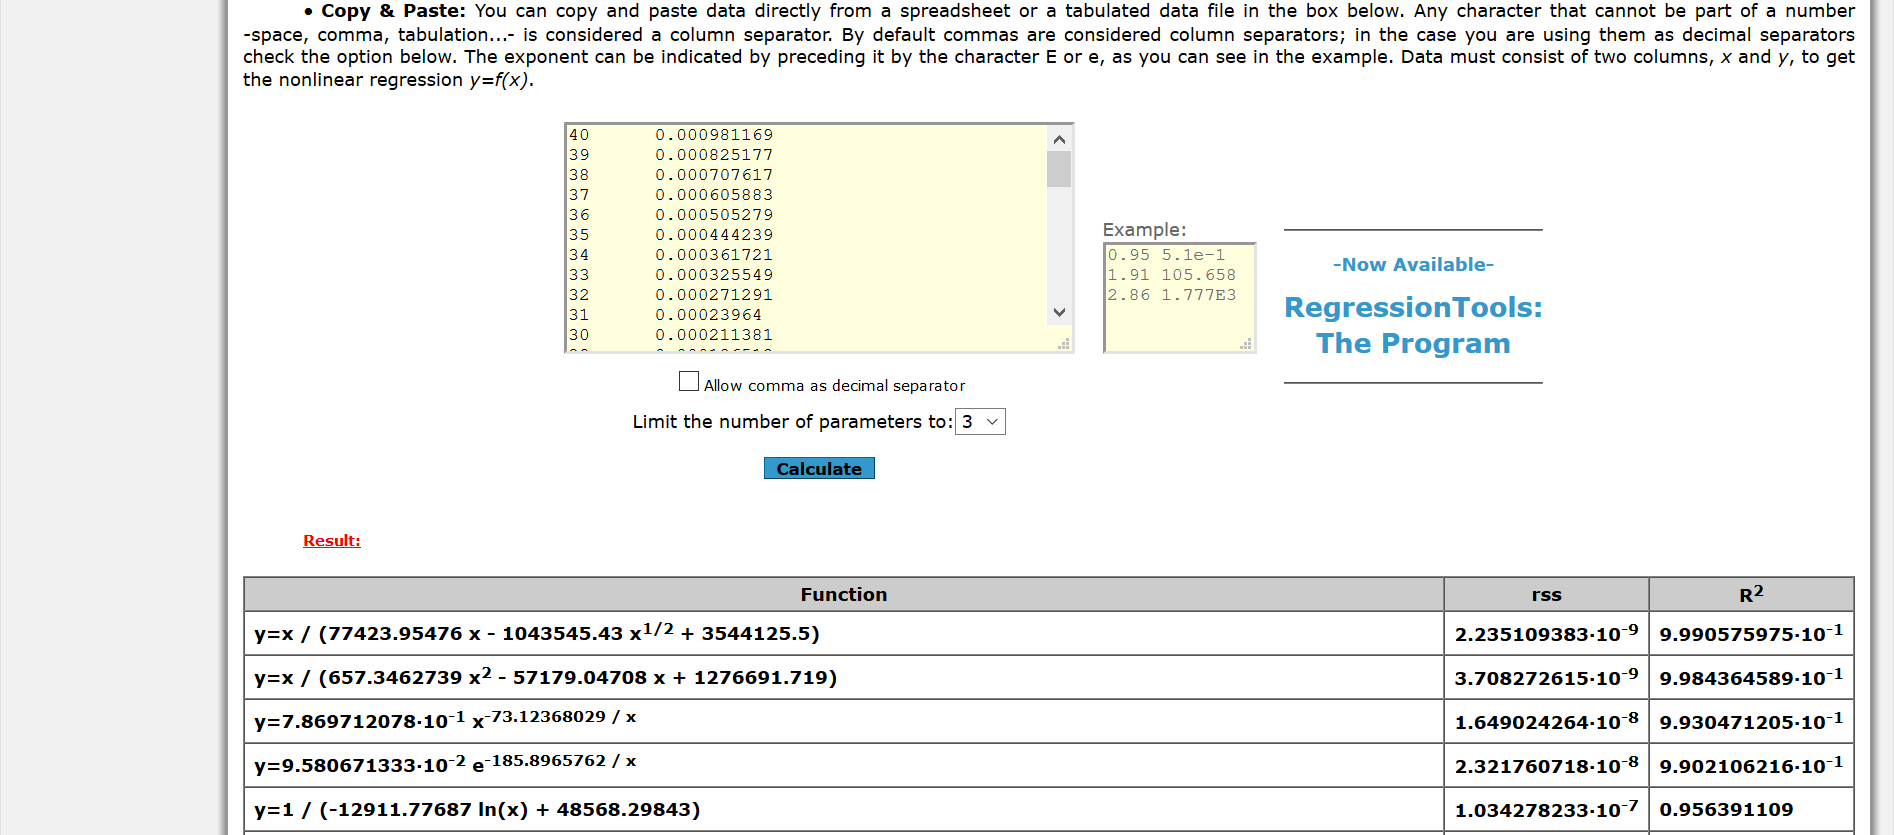 • Copy & Paste: You can copy and paste data directly from a spreadsheet or a tabulated data file in the box below. Any character that cannot be part of a number
-space, comma, tabulation...- is considered a column separator. By default commas are considered column separators; in the case you are using them as decimal separators
check the option below. The exponent can be indicated by preceding it by the character E or e, as you can see in the example. Data must consist of two columns, x and y, to get
the nonlinear regression y=f(x).
40 0.000981169
39 0.000825177
38 0.000707617
37 0.000605883
36 0.000505279
35 0.000444239
34 0.000361721
33 0.000325549
32 0.000271291
31 0.00023964
30 0.000211381
Example:
0.95 5.1e-1
1.91 105.658
2.86 1.777E3
-Now Available-
RegressionTools:
The Program
Allow comma as decimal separator
Limit the number of parameters to: 3
Calculate
Result:
Function rss R²
y=x / (77423.95476 x - 1043545.43 x^1/2 + 3544125.5) 2.235109383·10^-9 9.990575975·10^-1
y=x / (657.3462739 x² - 57179.04708 x + 1276691.719) 3.708272615·10^-9 9.984364589·10^-1
y=7.869712078·10^-1 x^-73.12368029 / x 1.649024264·10^-8 9.930471205·10^-1
y=9.580671333·10^-2 e^-185.8965762 / x 2.321760718·10^-8 9.902106216·10^-1
y=1 / (-12911.77687 ln(x) + 48568.29843) 1.034278233·10^-7 0.956391109